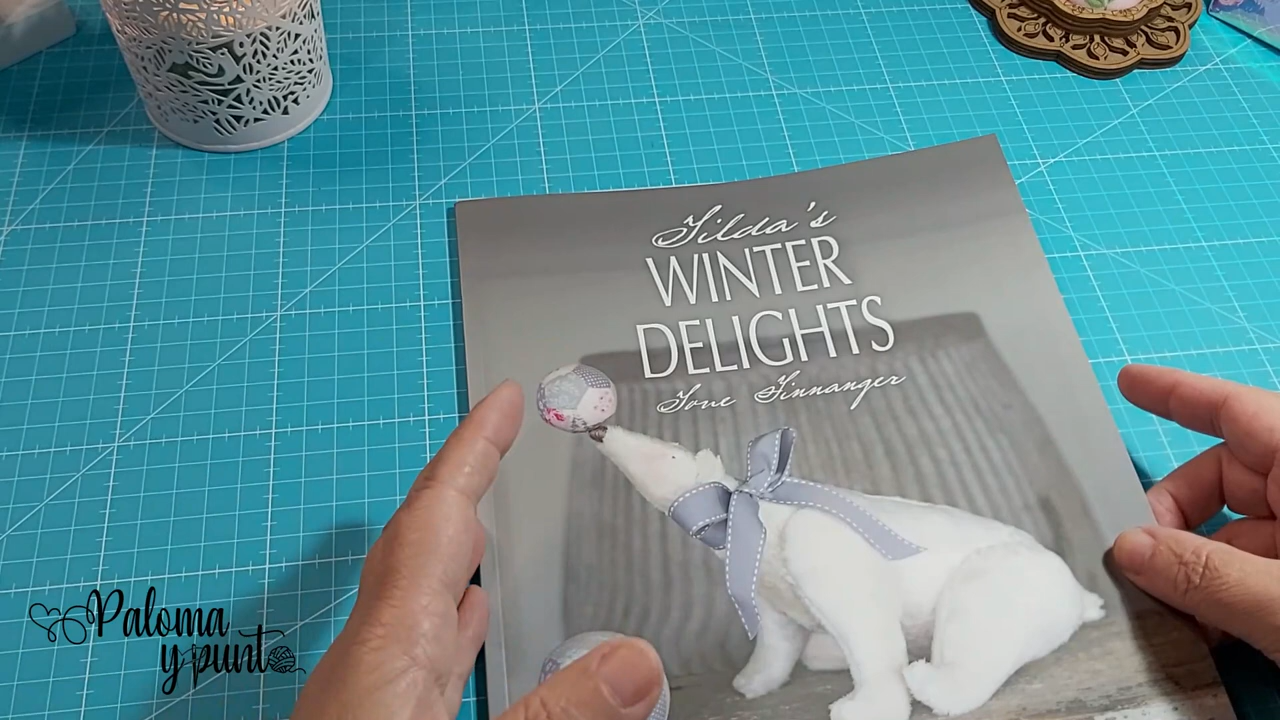 Tilda's
WINTER
DELIGHTS
Tone Finnanger
Paloma
y punto